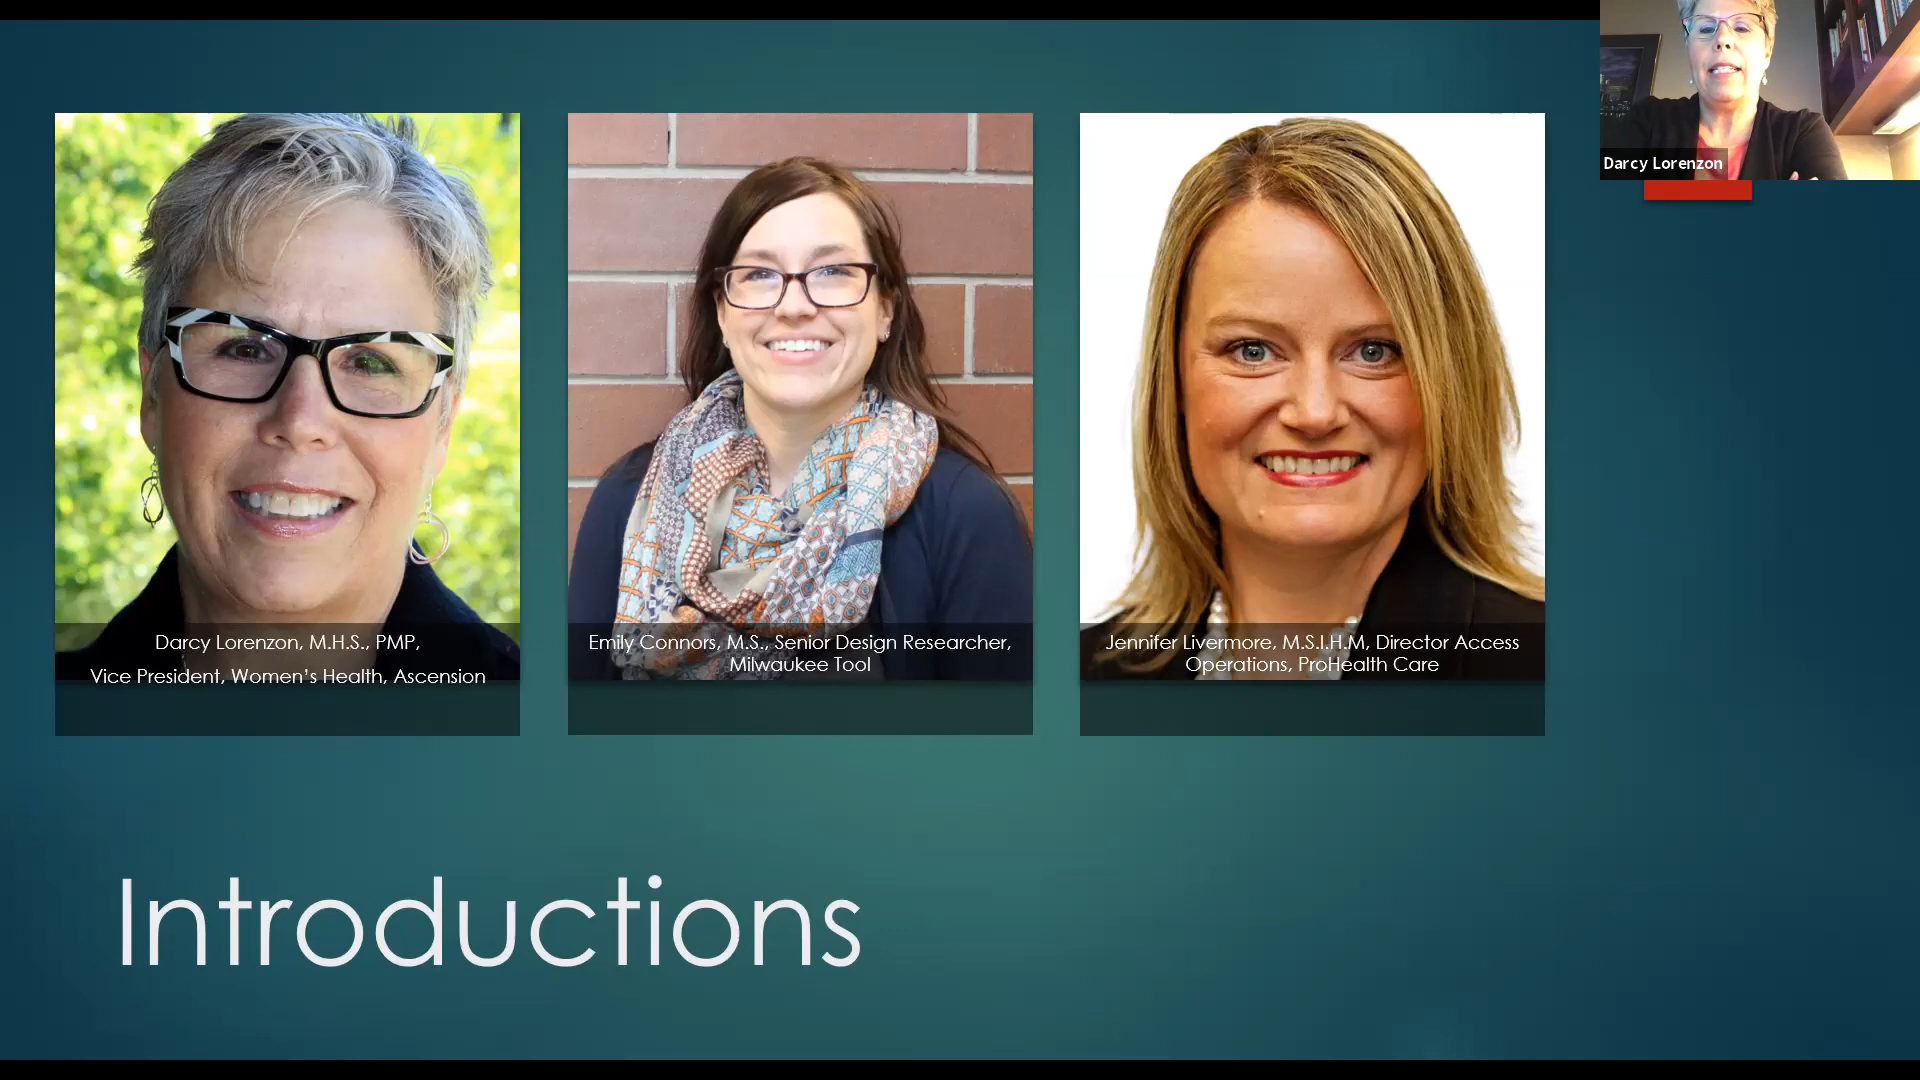 Darcy Lorenzon
Darcy Lorenzon, M.H.S., PMP,
Vice President, Women’s Health, Ascension
Emily Connors, M.S., Senior Design Researcher,
Milwaukee Tool
Jennifer Livermore, M.S.I.H.M, Director Access
Operations, ProHealth Care
Introductions